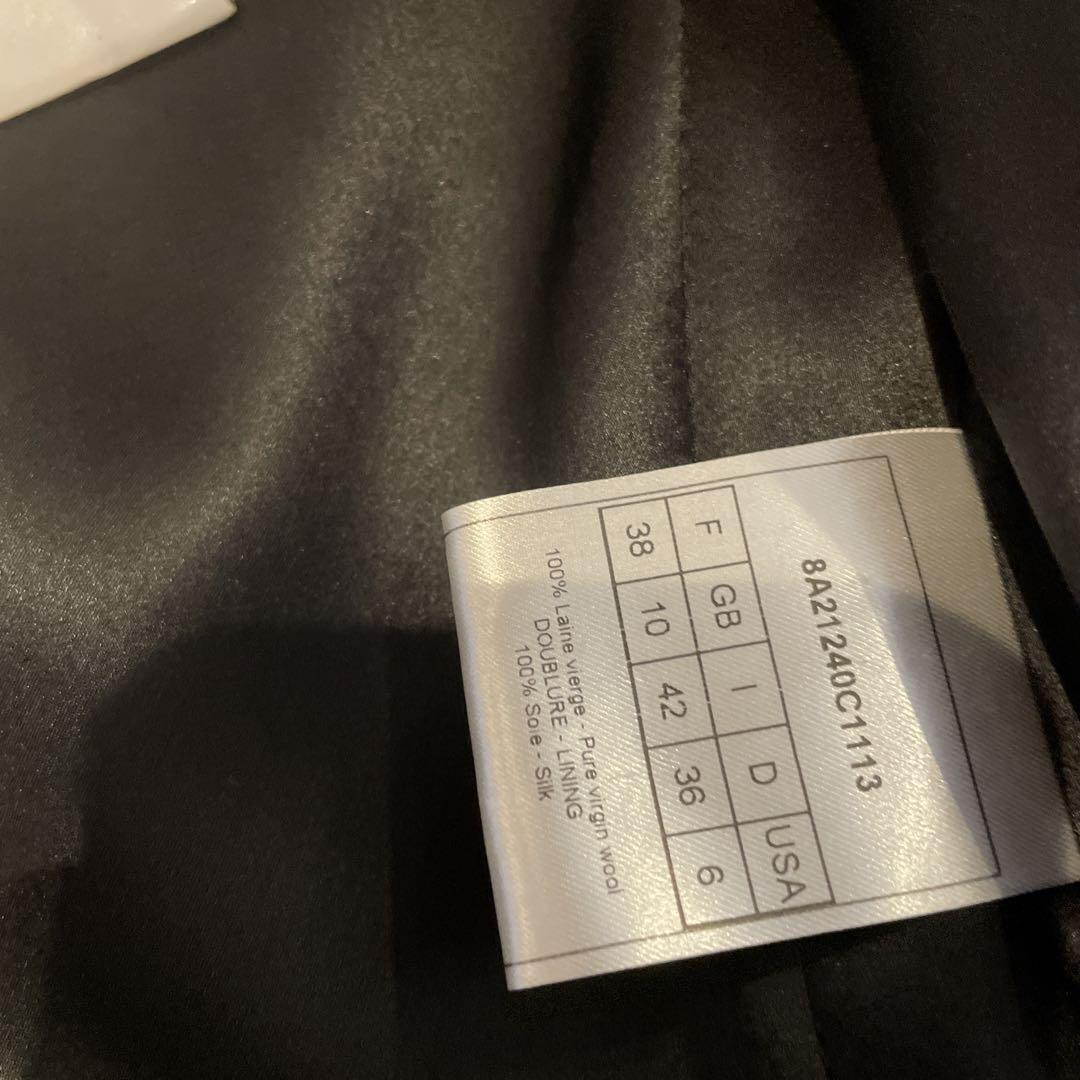 8A21240C1113
F GB I D USA
38 10 42 36 6
100% Laine vierge - Pure virgin wool
DOUBLURE - LINING
100% Soie - Silk